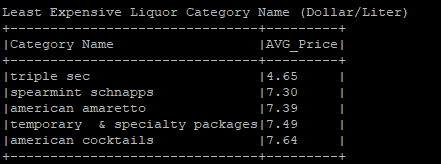 Least Expensive Liquor Category Name (Dollar/Liter)
+------------------------------+---------+
|Category Name                 |AVG_Price|
+------------------------------+---------+
|triple sec                    |4.65     |
|spearmint schnapps            |7.30     |
|american amaretto             |7.39     |
|temporary  & specialty packages|7.49     |
|american cocktails            |7.64     |
+------------------------------+---------+